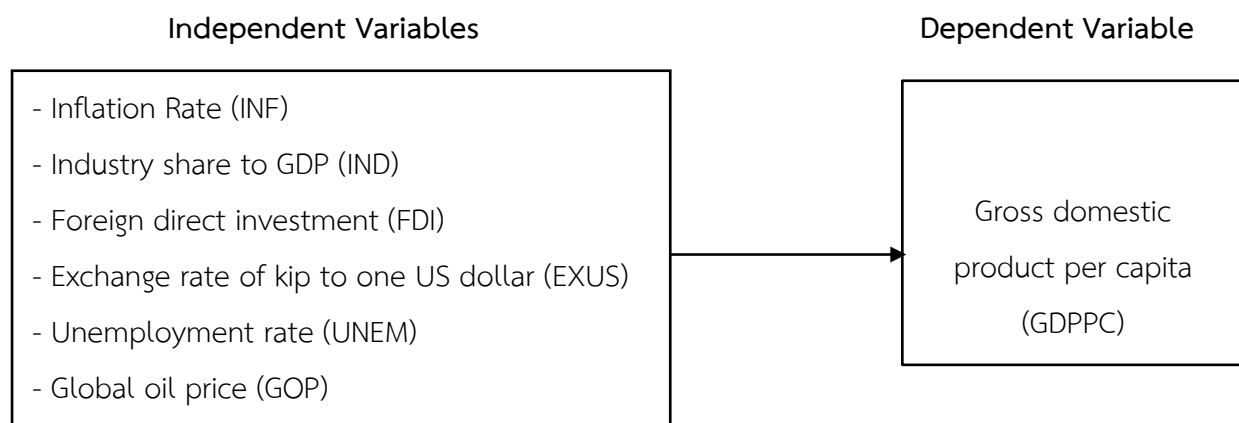 Independent Variables
Dependent Variable
- Inflation Rate (INF)
- Industry share to GDP (IND)
- Foreign direct investment (FDI)
- Exchange rate of kip to one US dollar (EXUS)
- Unemployment rate (UNEM)
- Global oil price (GOP)
Gross domestic
product per capita
(GDPPC)